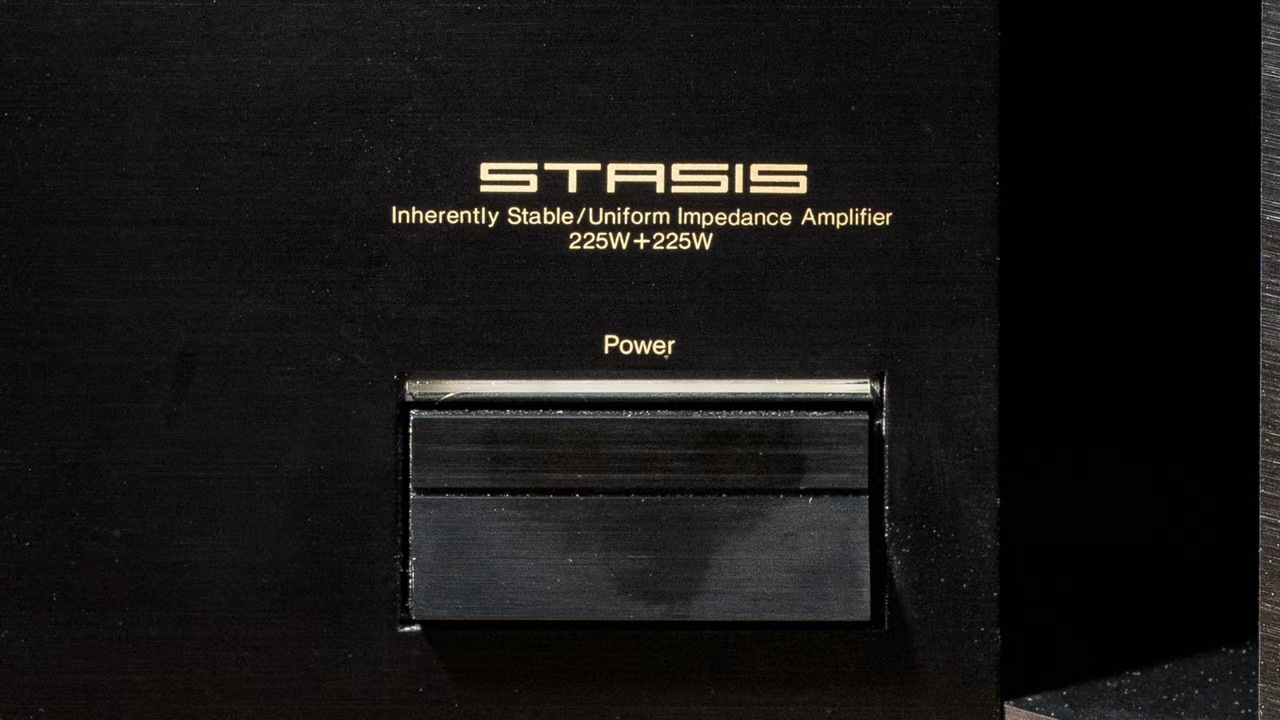 STASIS
Inherently Stable/Uniform Impedance Amplifier
225W+225W
Power